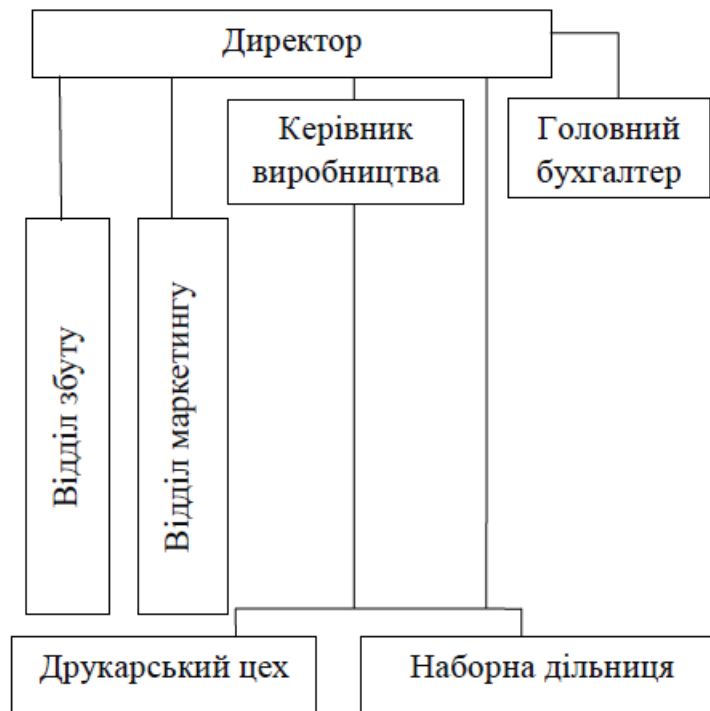 Директор
Керівник
виробництва
Головний
бухгалтер
Відділ збуту
Відділ маркетингу
Друкарський цех
Наборна дільниця